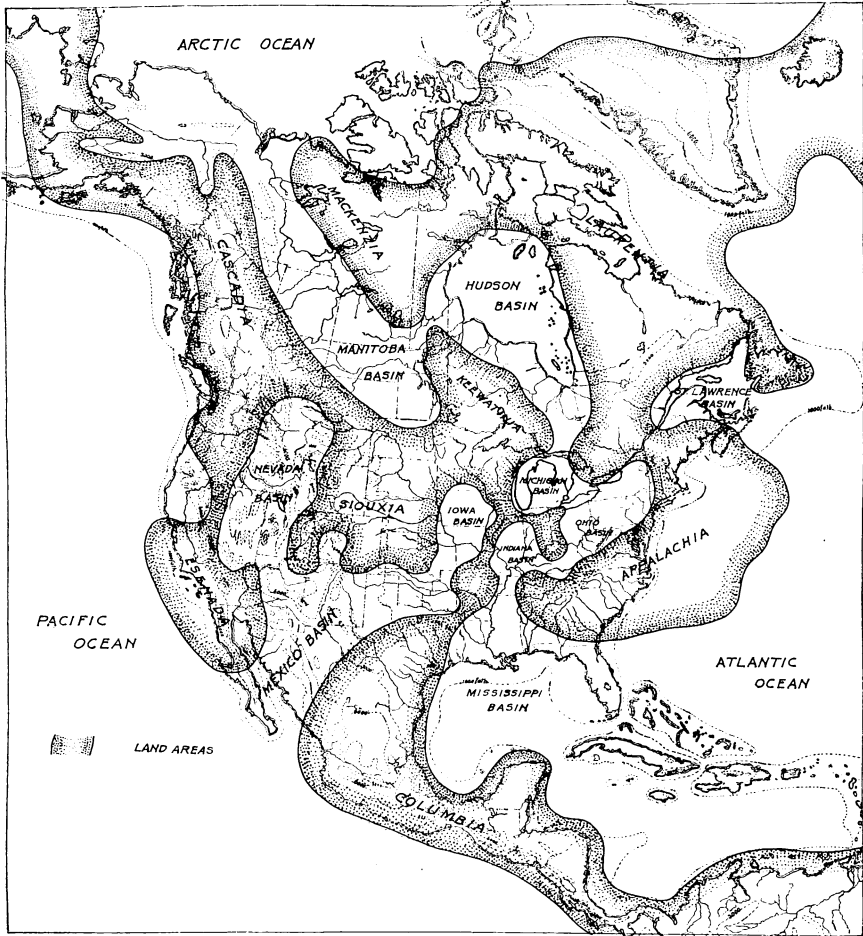 ARCTIC OCEAN
MACKENZIA
LAURENTIA
CASCADIA
HUDSON
BASIN
MANITOBA
BASIN
KEEWATINIA
ST. LAWRENCE
BASIN
NEVADA
BASIN
MICHIGAN
BASIN
SIOUXIA
IOWA
BASIN
OHIO
BASIN
INDIANA
BASIN
APPALACHIA
ENSENADIA
PACIFIC
OCEAN
MEXICO BASIN
ATLANTIC
OCEAN
MISSISSIPPI
BASIN
LAND AREAS
COLUMBIA